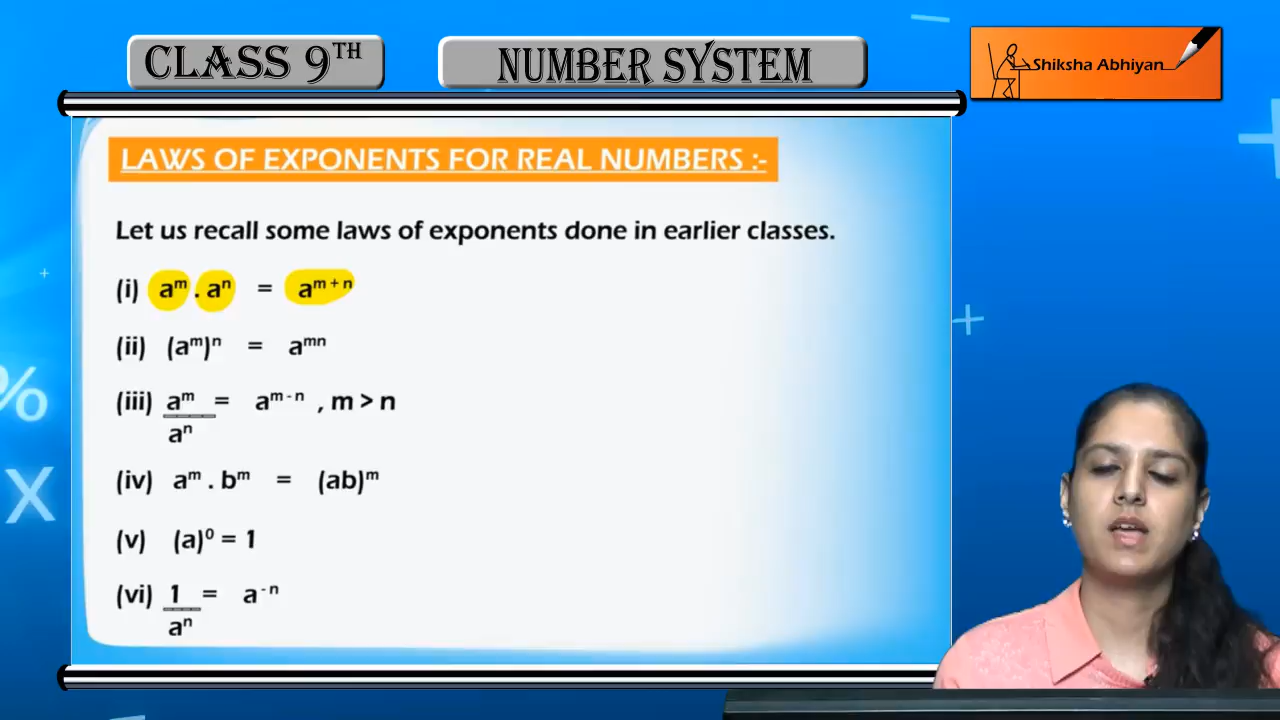 CLASS 9TH
NUMBER SYSTEM
Shiksha Abhiyan
LAWS OF EXPONENTS FOR REAL NUMBERS :-
Let us recall some laws of exponents done in earlier classes.
(i) aᵐ . aⁿ = aᵐ⁺ⁿ
(ii) (aᵐ)ⁿ = aᵐⁿ
(iii) aᵐ = aᵐ⁻ⁿ , m > n
aⁿ
(iv) aᵐ . bᵐ = (ab)ᵐ
(v) (a)⁰ = 1
(vi) 1 = a⁻ⁿ
aⁿ
%
X